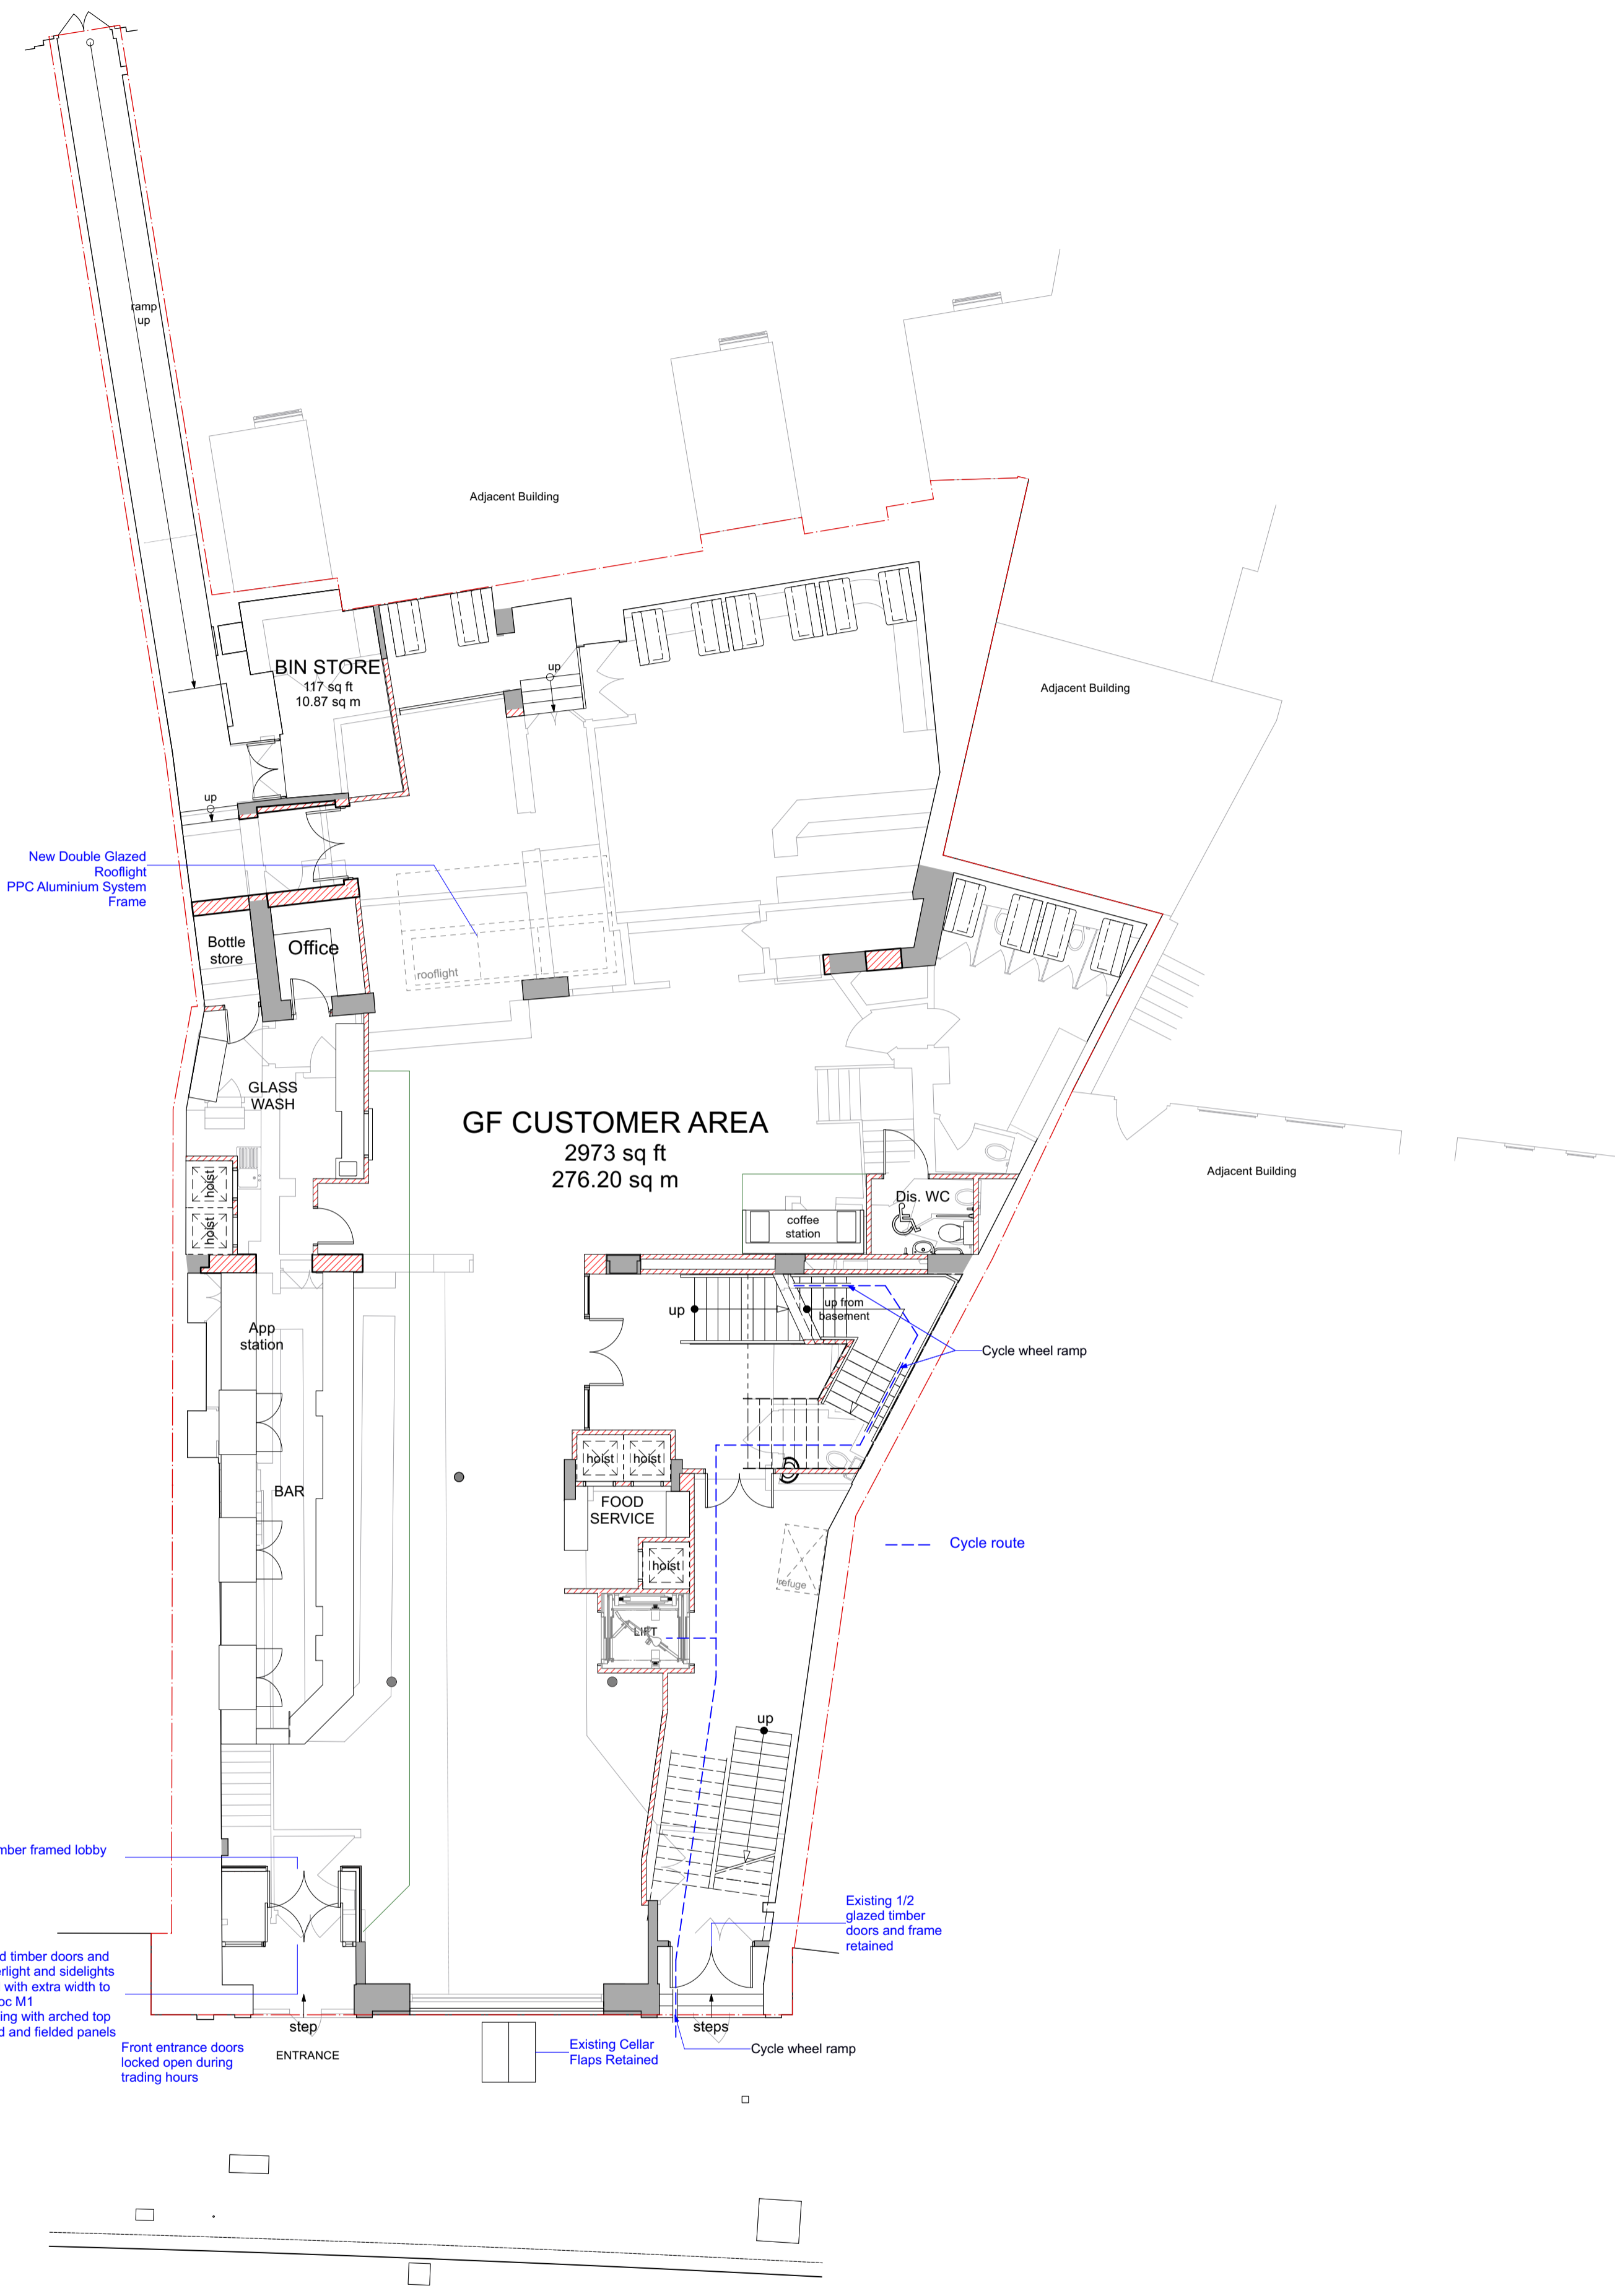 ramp
up
Adjacent Building
BIN STORE
117 sq ft
10.87 sq m
up
Adjacent Building
up
New Double Glazed
Rooflight
PPC Aluminium System
Frame
Bottle
store
Office
rooflight
GLASS
WASH
GF CUSTOMER AREA
2973 sq ft
276.20 sq m
Adjacent Building
hoist
hoist
Dis. WC
coffee
station
up
up from
basement
App
station
Cycle wheel ramp
hoist
hoist
BAR
FOOD
SERVICE
Cycle route
hoist
refuge
LIFT
up
framed lobby
Existing 1/2
glazed timber
doors and frame
retained
timber doors and
and sidelights
with extra width to
M1
with arched top
and fielded panels
step
steps
ENTRANCE
Front entrance doors
locked open during
trading hours
Existing Cellar
Flaps Retained
Cycle wheel ramp